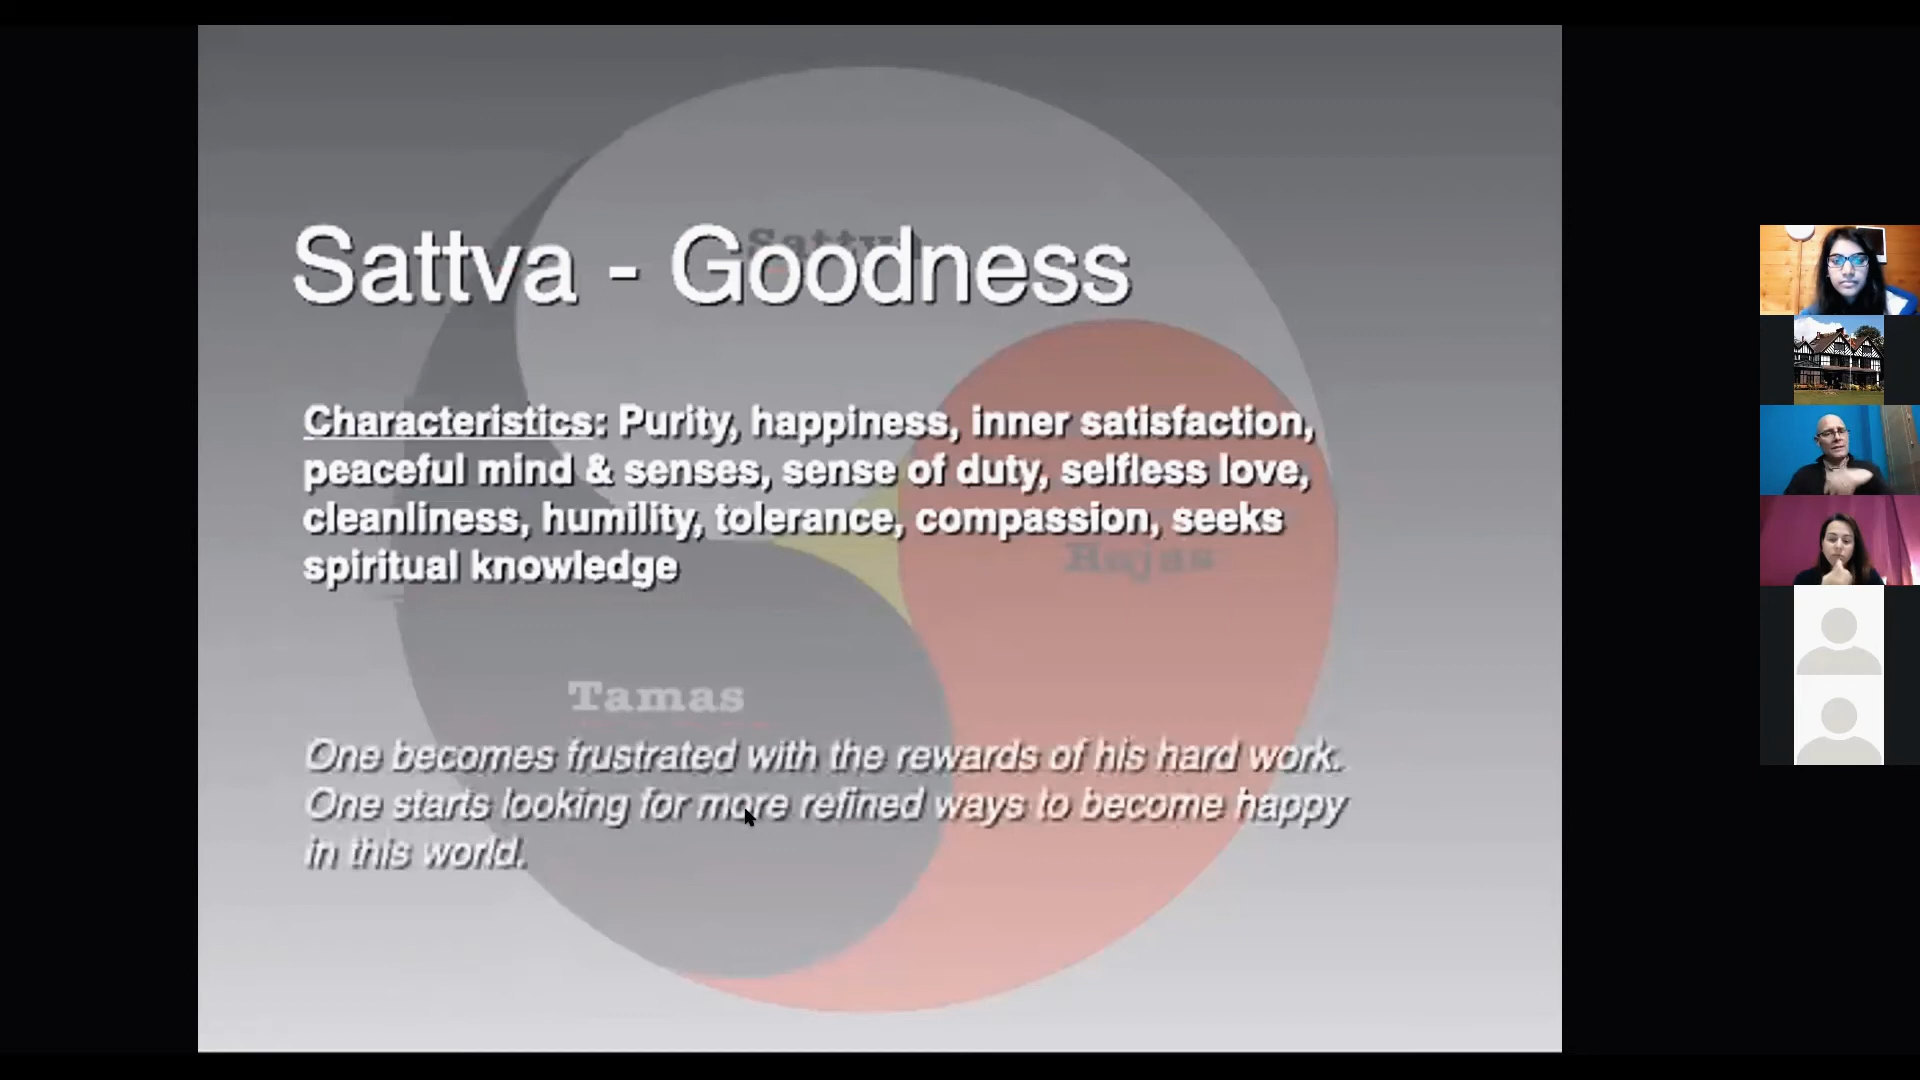 Sattva - Goodness
Characteristics: Purity, happiness, inner satisfaction,
peaceful mind & senses, sense of duty, selfless love,
cleanliness, humility, tolerance, compassion, seeks
spiritual knowledge
Rajas
Tamas
One becomes frustrated with the rewards of his hard work.
One starts looking for more refined ways to become happy
in this world.